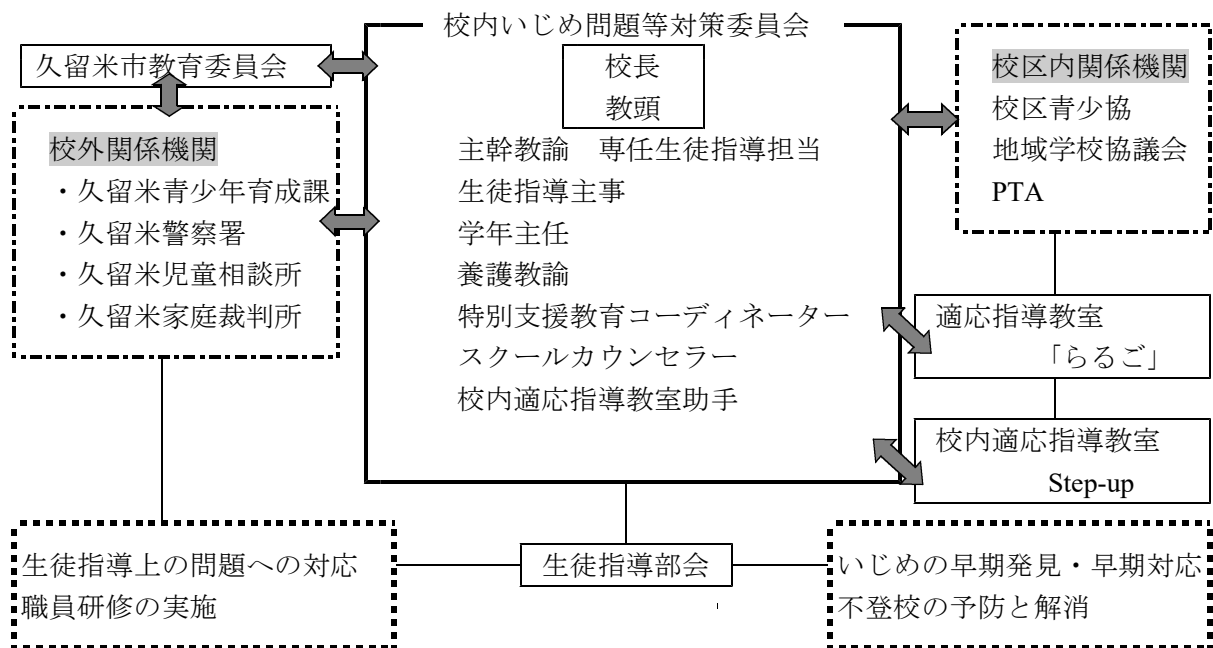 校内いじめ問題等対策委員会
久留米市教育委員会
校外関係機関
・久留米青少年育成課
・久留米警察署
・久留米児童相談所
・久留米家庭裁判所
校長
教頭
主幹教諭　専任生徒指導担当
生徒指導主事
学年主任
養護教諭
特別支援教育コーディネーター
スクールカウンセラー
校内適応指導教室助手
校区内関係機関
校区青少協
地域学校協議会
PTA
適応指導教室
「らるご」
校内適応指導教室
Step-up
生徒指導上の問題への対応
職員研修の実施
生徒指導部会
いじめの早期発見・早期対応
不登校の予防と解消